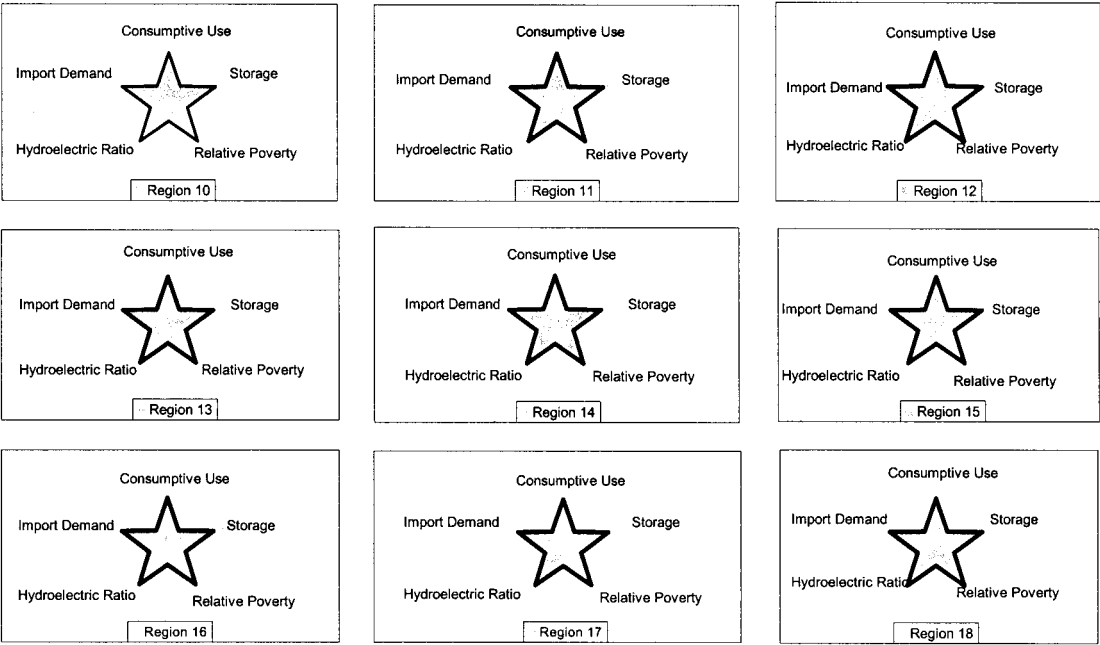 Consumptive Use
Import Demand
Storage
Hydroelectric Ratio
Relative Poverty
Region 10
Consumptive Use
Import Demand
Storage
Hydroelectric Ratio
Relative Poverty
Region 11
Consumptive Use
Import Demand
Storage
Hydroelectric Ratio
Relative Poverty
Region 12
Consumptive Use
Import Demand
Storage
Hydroelectric Ratio
Relative Poverty
Region 13
Consumptive Use
Import Demand
Storage
Hydroelectric Ratio
Relative Poverty
Region 14
Consumptive Use
Import Demand
Storage
Hydroelectric Ratio
Relative Poverty
Region 15
Consumptive Use
Import Demand
Storage
Hydroelectric Ratio
Relative Poverty
Region 16
Consumptive Use
Import Demand
Storage
Hydroelectric Ratio
Relative Poverty
Region 17
Consumptive Use
Import Demand
Storage
Hydroelectric Ratio
Relative Poverty
Region 18